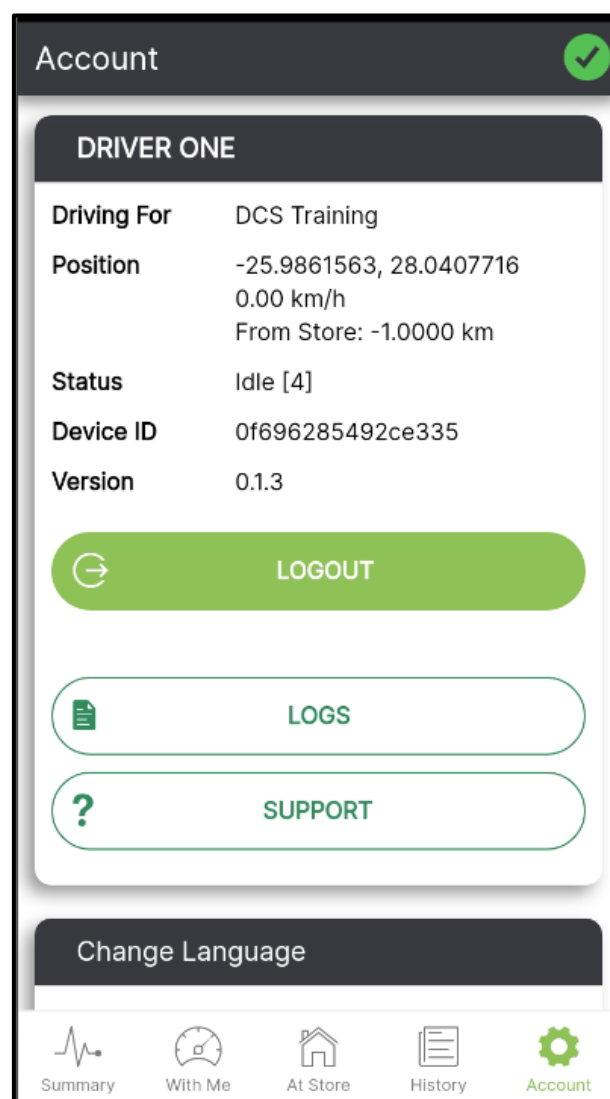 Account
DRIVER ONE
Driving For DCS Training
Position -25.9861563, 28.0407716
0.00 km/h
From Store: -1.0000 km
Status Idle [4]
Device ID 0f696285492ce335
Version 0.1.3
LOGOUT
LOGS
? SUPPORT
Change Language
Summary With Me At Store History Account